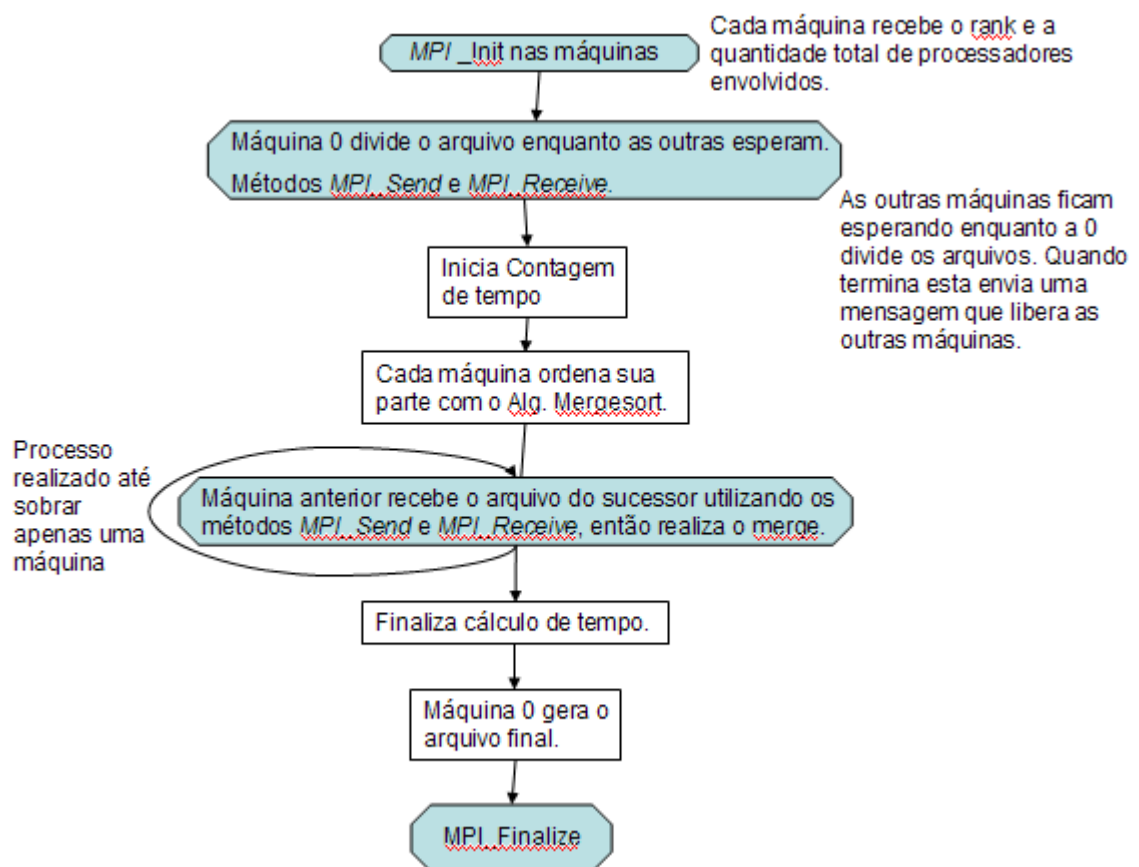 MPI _Init nas máquinas
Cada máquina recebe o rank e a
quantidade total de processadores
envolvidos.
Máquina 0 divide o arquivo enquanto as outras esperam.
Métodos MPI_Send e MPI_Receive.
As outras máquinas ficam
esperando enquanto a 0
divide os arquivos. Quando
termina esta envia uma
mensagem que libera as
outras máquinas.
Inicia Contagem
de tempo
Cada máquina ordena sua
parte com o Alg. Mergesort.
Processo
realizado até
sobrar
apenas uma
máquina
Máquina anterior recebe o arquivo do sucessor utilizando os
métodos MPI_Send e MPI_Receive, então realiza o merge.
Finaliza cálculo de tempo.
Máquina 0 gera o
arquivo final.
MPI_Finalize